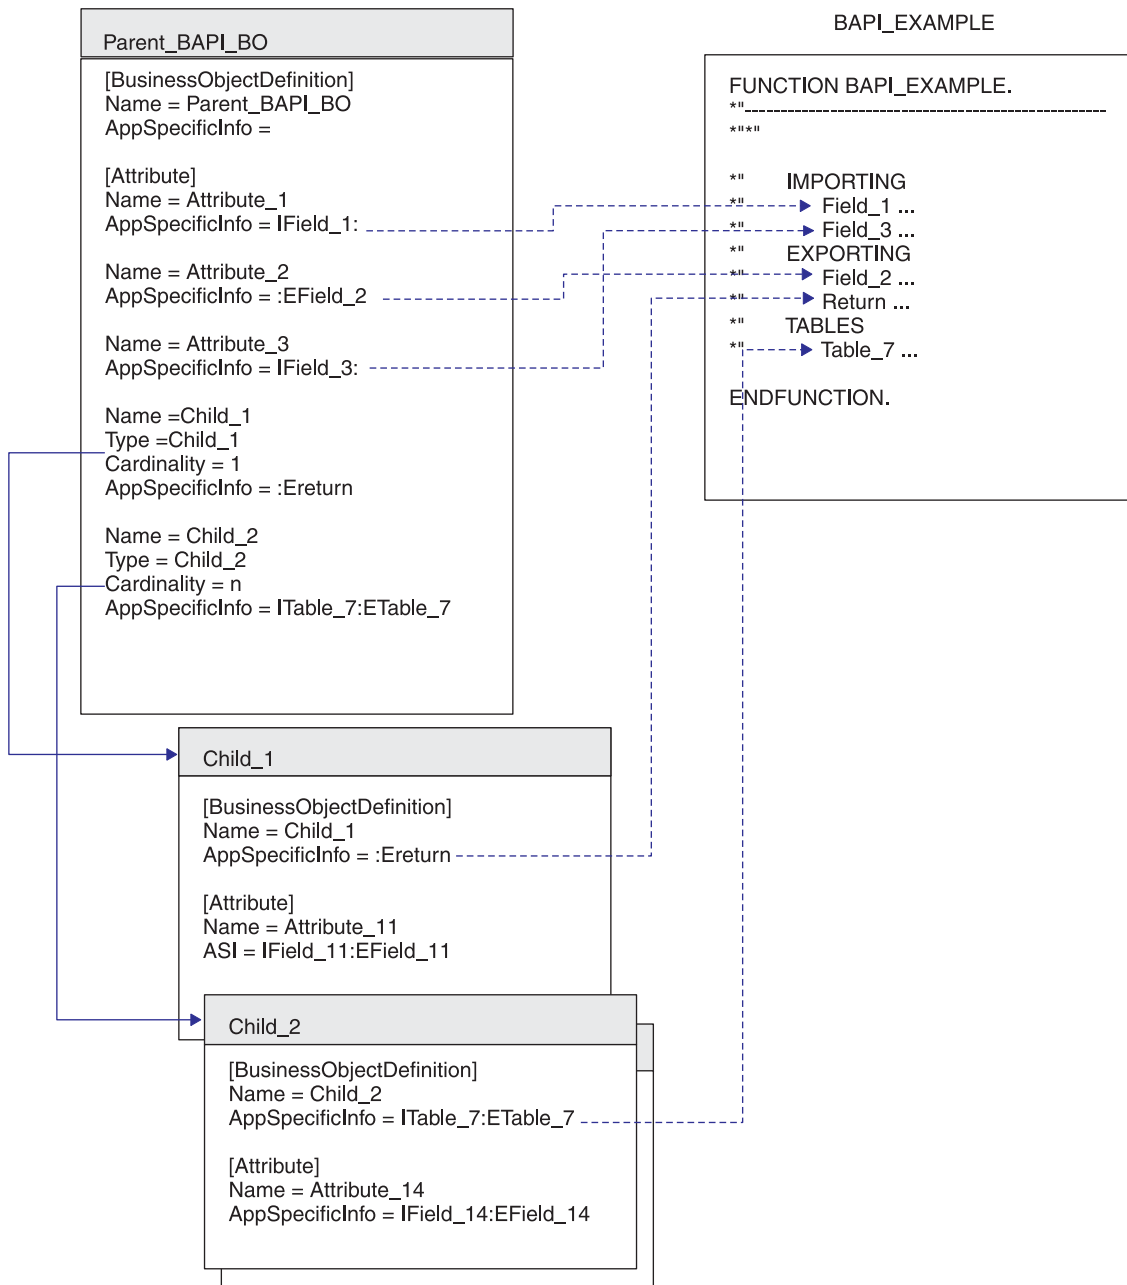 Parent_BAPI_BO
[BusinessObjectDefinition]
Name = Parent_BAPI_BO
AppSpecificInfo =
[Attribute]
Name = Attribute_1
AppSpecificInfo = IField_1:
Name = Attribute_2
AppSpecificInfo = :EField_2
Name = Attribute_3
AppSpecificInfo = IField_3:
Name =Child_1
Type =Child_1
Cardinality = 1
AppSpecificInfo = :Ereturn
Name = Child_2
Type = Child_2
Cardinality = n
AppSpecificInfo = ITable_7:ETable_7
BAPI_EXAMPLE
FUNCTION BAPI_EXAMPLE.
*"--------------------------------------------------
*"*"
*" IMPORTING
*" Field_1 ...
*" Field_3 ...
*" EXPORTING
*" Field_2 ...
*" Return ...
*" TABLES
*" Table_7 ...
ENDFUNCTION.
Child_1
[BusinessObjectDefinition]
Name = Child_1
AppSpecificInfo = :Ereturn
[Attribute]
Name = Attribute_11
ASI = IField_11:EField_11
Child_2
[BusinessObjectDefinition]
Name = Child_2
AppSpecificInfo = ITable_7:ETable_7
[Attribute]
Name = Attribute_14
AppSpecificInfo = IField_14:EField_14